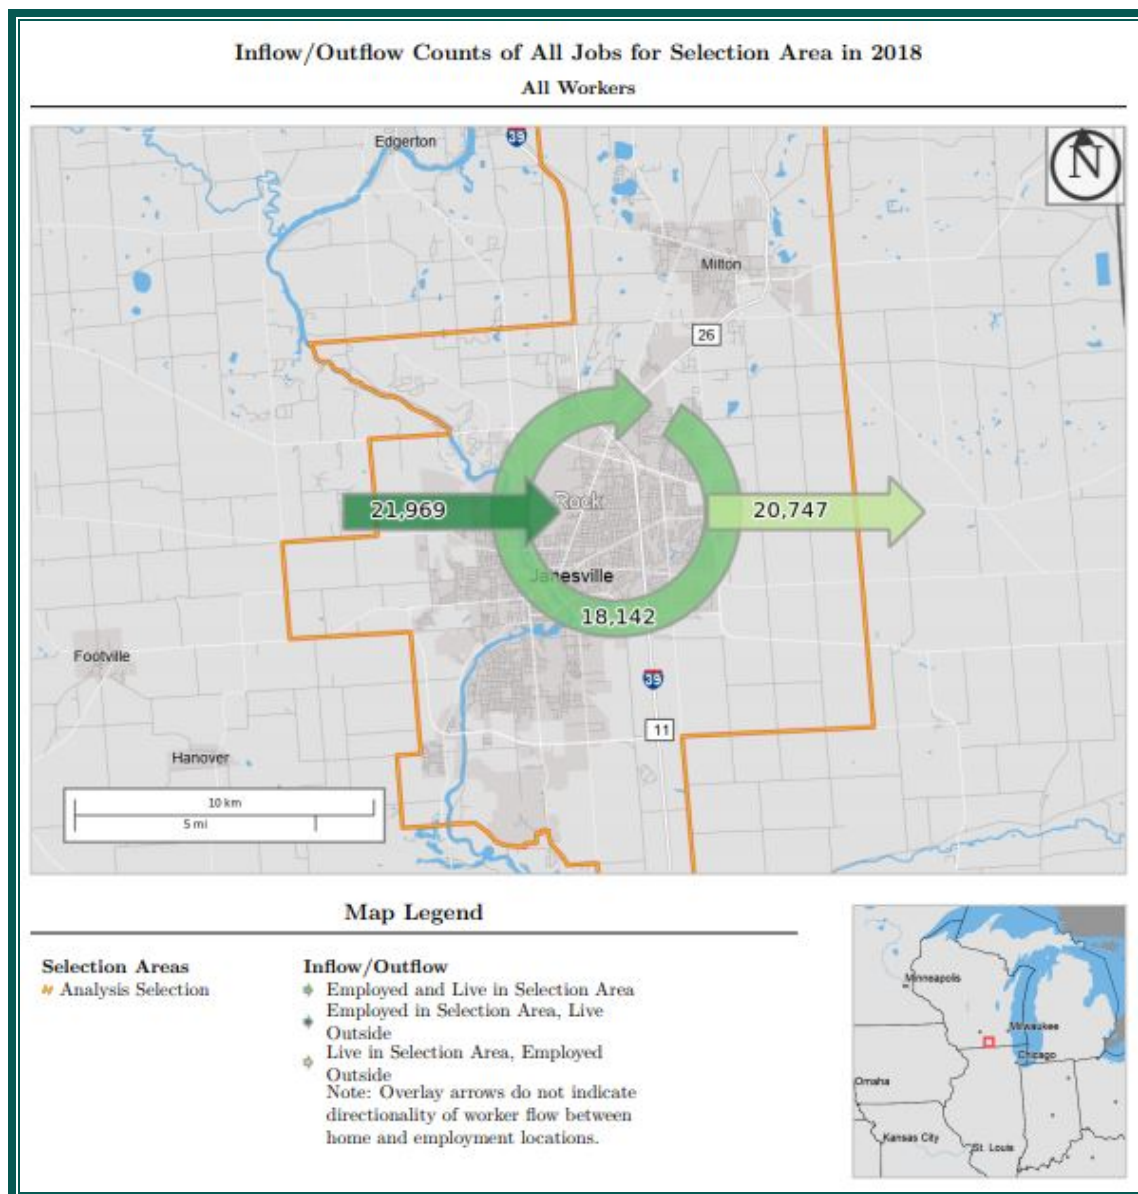 Inflow/Outflow Counts of All Jobs for Selection Area in 2018
All Workers
Edgerton
39
N
Milton
26
21,969
Rock
20,747
Janesville
18,142
Footville
39
11
Hanover
10 km
5 mi
Map Legend
Selection Areas
Analysis Selection
Inflow/Outflow
Employed and Live in Selection Area
Employed in Selection Area, Live
Outside
Live in Selection Area, Employed
Outside
Note: Overlay arrows do not indicate
directionality of worker flow between
home and employment locations.
Minneapolis
Milwaukee
Chicago
Omaha
Kansas City
St. Louis